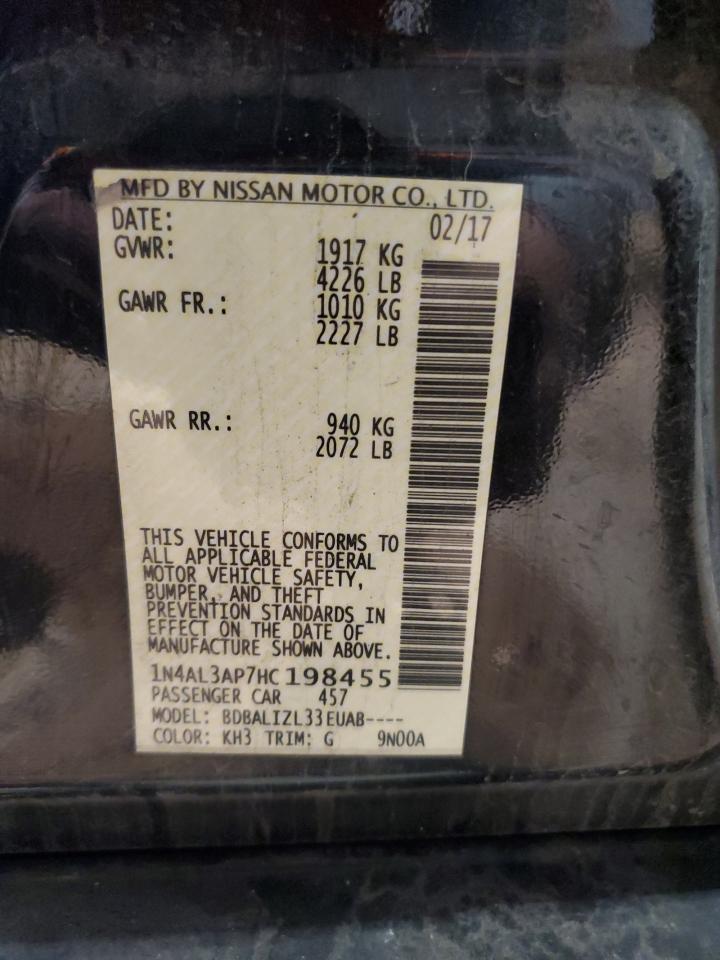 MFD BY NISSAN MOTOR CO., LTD.
DATE: 02/17
GVWR: 1917 KG
4226 LB
GAWR FR.: 1010 KG
2227 LB
GAWR RR.: 940 KG
2072 LB
THIS VEHICLE CONFORMS TO
ALL APPLICABLE FEDERAL
MOTOR VEHICLE SAFETY,
BUMPER, AND THEFT
PREVENTION STANDARDS IN
EFFECT ON THE DATE OF
MANUFACTURE SHOWN ABOVE.
1N4AL3AP7HC198455
PASSENGER CAR 457
MODEL: BDBALIZL33EUAB----
COLOR: KH3 TRIM: G 9N00A